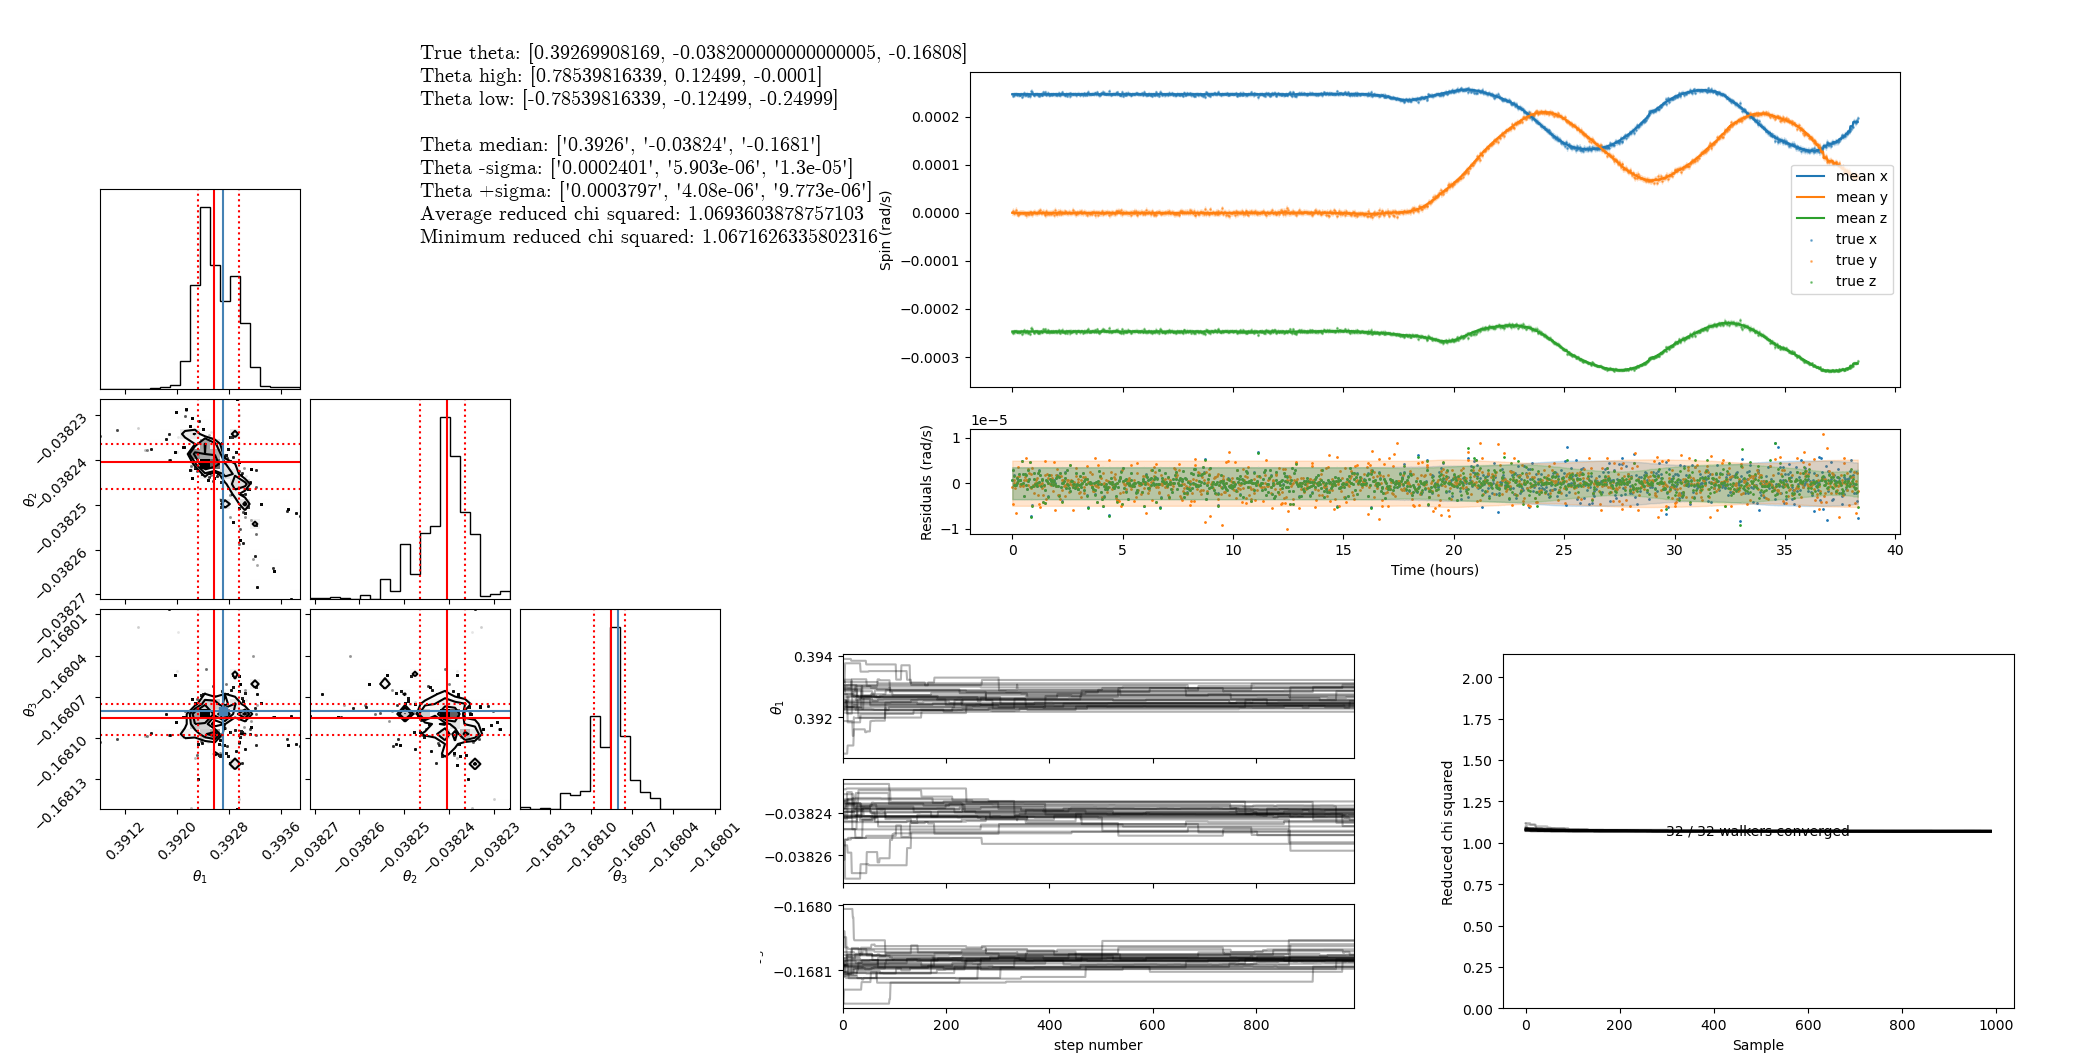 True theta: [0.39269908169, -0.038200000000000005, -0.16808]
Theta high: [0.78539816339, 0.12499, -0.0001]
Theta low: [-0.78539816339, -0.12499, -0.24999]
Theta median: ['0.3926', '-0.03824', '-0.1681']
Theta -sigma: ['0.0002401', '5.903e-06', '1.3e-05']
Theta +sigma: ['0.0003797', '4.08e-06', '9.773e-06']
Average reduced chi squared: 1.0693603878757103
Minimum reduced chi squared: 1.0671626335802316
Spin (rad/s)
0.0002
0.0001
0.0000
−0.0001
−0.0002
−0.0003
mean x
mean y
mean z
true x
true y
true z
1e−5
Residuals (rad/s)
1
0
−1
0
5
10
15
20
25
30
35
40
Time (hours)
θ2
−0.03823
−0.03824
−0.03825
−0.03826
−0.03827
θ3
−0.16801
−0.16804
−0.16807
−0.16810
−0.16813
0.3912
0.3920
0.3928
0.3936
θ1
−0.03827
−0.03826
−0.03825
−0.03824
−0.03823
θ2
−0.16813
−0.16810
−0.16807
−0.16804
−0.16801
θ3
θ1
0.394
0.392
−0.03824
−0.03826
−0.1680
−0.1681
0
200
400
600
800
step number
Reduced chi squared
2.00
1.75
1.50
1.25
1.00
0.75
0.50
0.25
0.00
32 / 32 walkers converged
0
200
400
600
800
1000
Sample